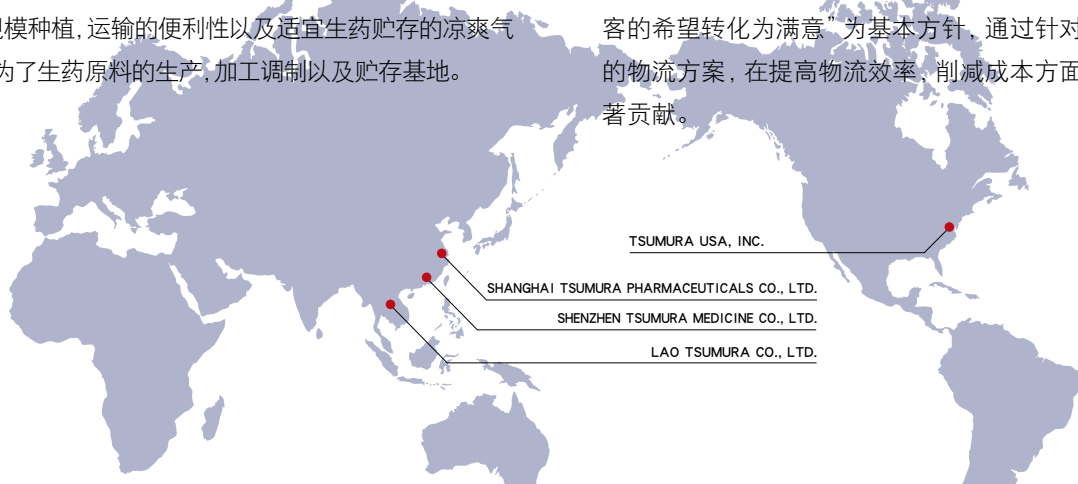 规模种植,运输的便利性以及适宜生药贮存的凉爽气
为了生药原料的生产,加工调制以及贮存基地。
客的希望转化为满意”为基本方针，通过针对
的物流方案，在提高物流效率，削减成本方面
著贡献。
TSUMURA USA, INC.
SHANGHAI TSUMURA PHARMACEUTICALS CO., LTD.
SHENZHEN TSUMURA MEDICINE CO., LTD.
LAO TSUMURA CO., LTD.